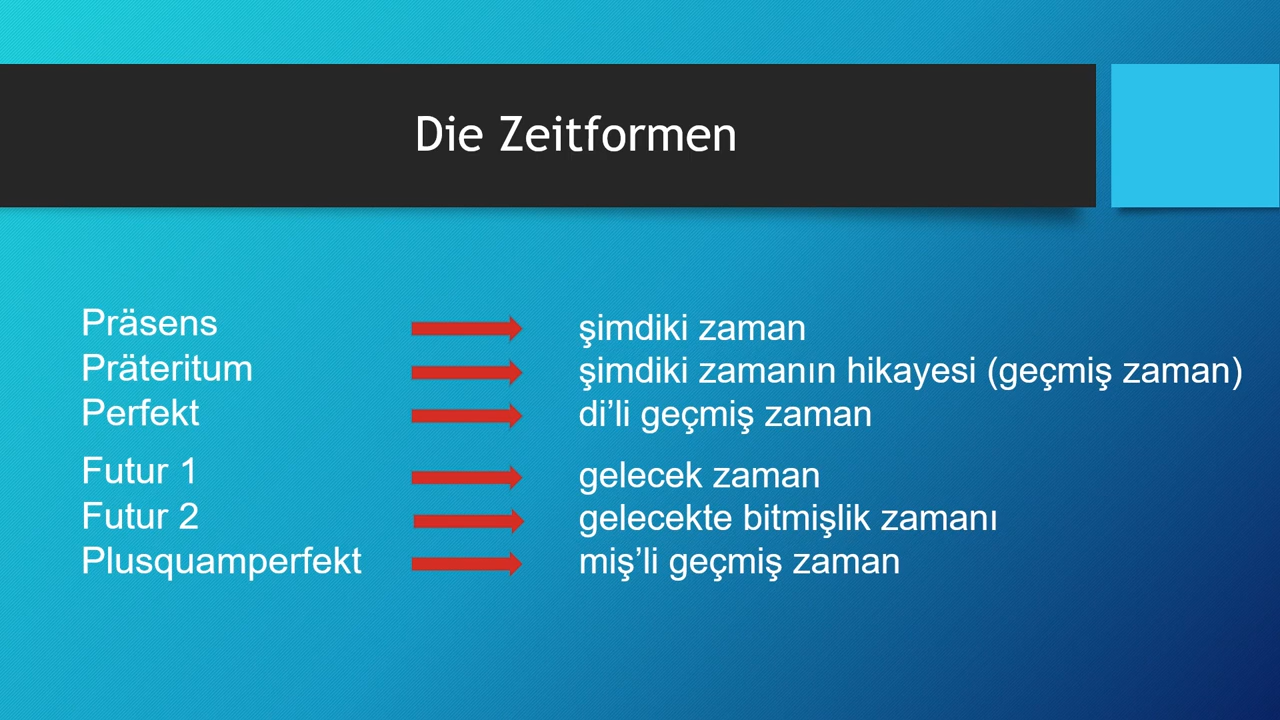 Die Zeitformen
Präsens şimdiki zaman
Präteritum şimdiki zamanın hikayesi (geçmiş zaman)
Perfekt di’li geçmiş zaman
Futur 1 gelecek zaman
Futur 2 gelecekte bitmişlik zamanı
Plusquamperfekt miş’li geçmiş zaman